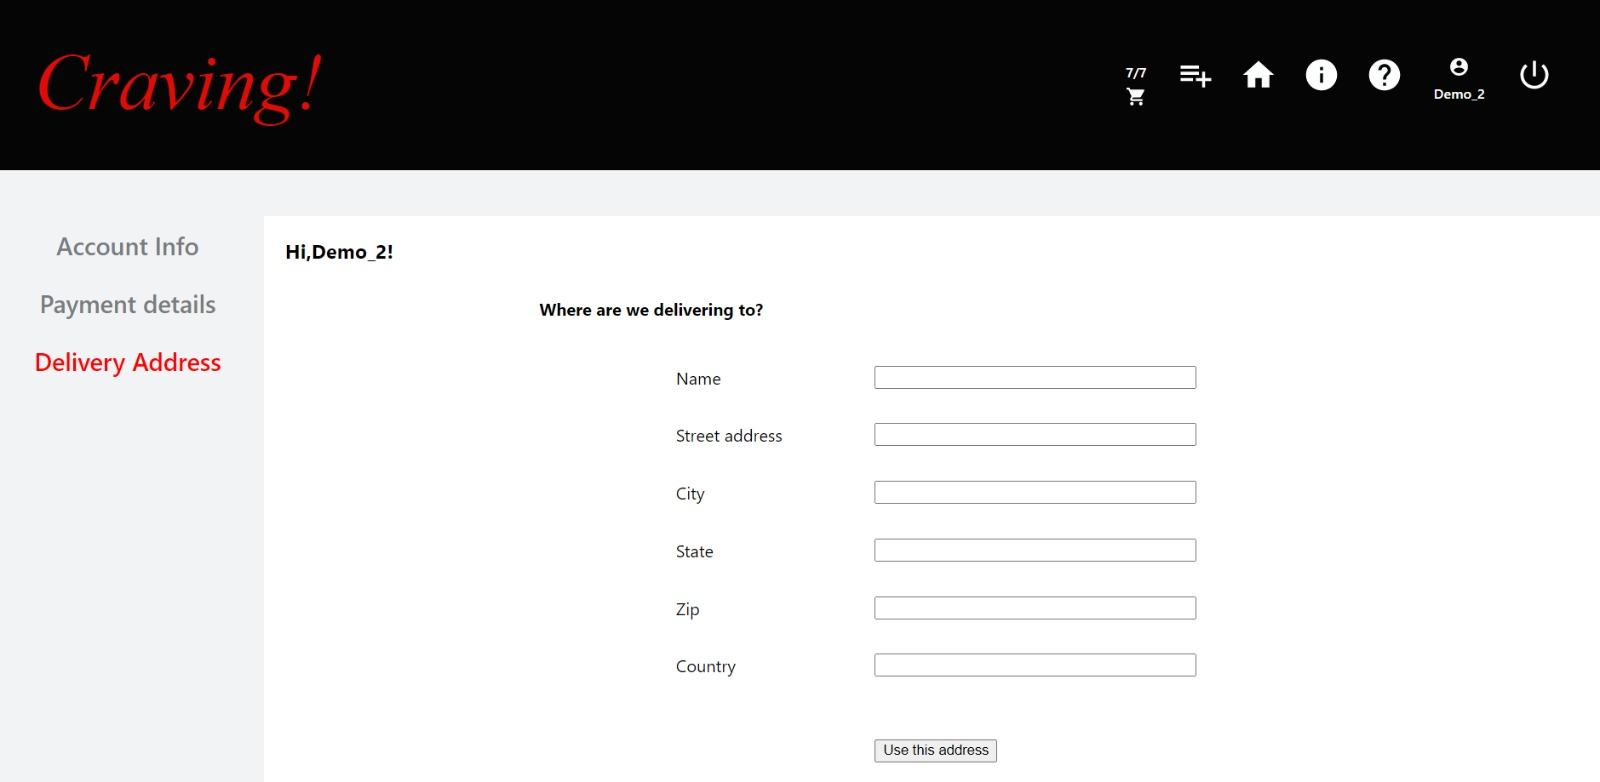 Craving!
7/7
Demo_2
Account Info
Payment details
Delivery Address
Hi,Demo_2!
Where are we delivering to?
Name
Street address
City
State
Zip
Country
Use this address